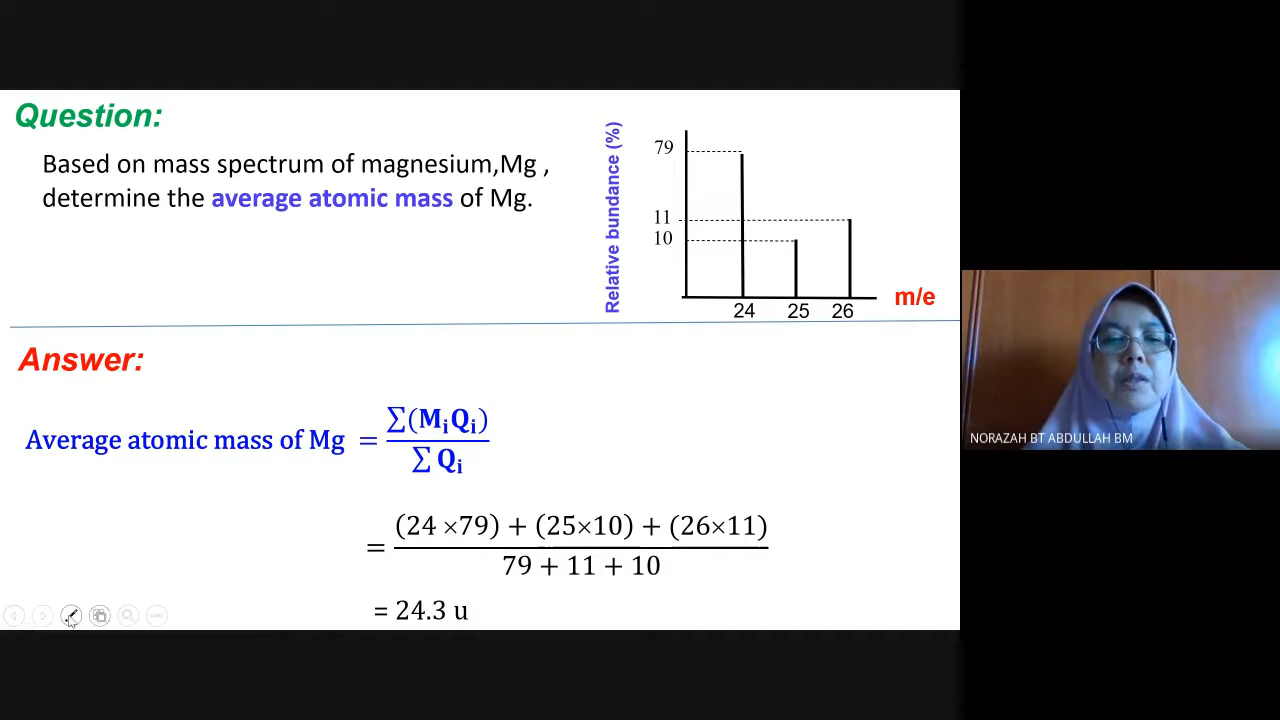 Question:
Based on mass spectrum of magnesium,Mg ,
determine the average atomic mass of Mg.
Relative bundance (%)
79
11
10
24 25 26
m/e
Answer:
Average atomic mass of Mg = ∑(MᵢQᵢ) / ∑ Qᵢ
= (24 ×79) + (25×10) + (26×11) / 79 + 11 + 10
= 24.3 u
NORAZAH BT ABDULLAH BM